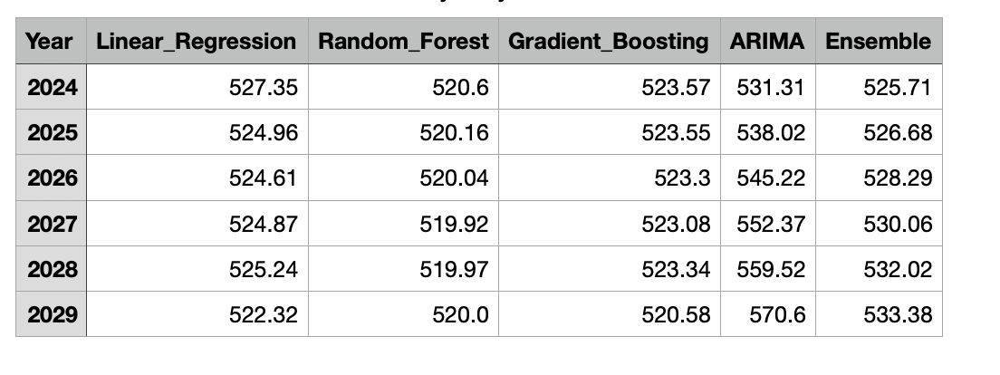 Year Linear_Regression Random_Forest Gradient_Boosting ARIMA Ensemble
2024 527.35 520.6 523.57 531.31 525.71
2025 524.96 520.16 523.55 538.02 526.68
2026 524.61 520.04 523.3 545.22 528.29
2027 524.87 519.92 523.08 552.37 530.06
2028 525.24 519.97 523.34 559.52 532.02
2029 522.32 520.0 520.58 570.6 533.38